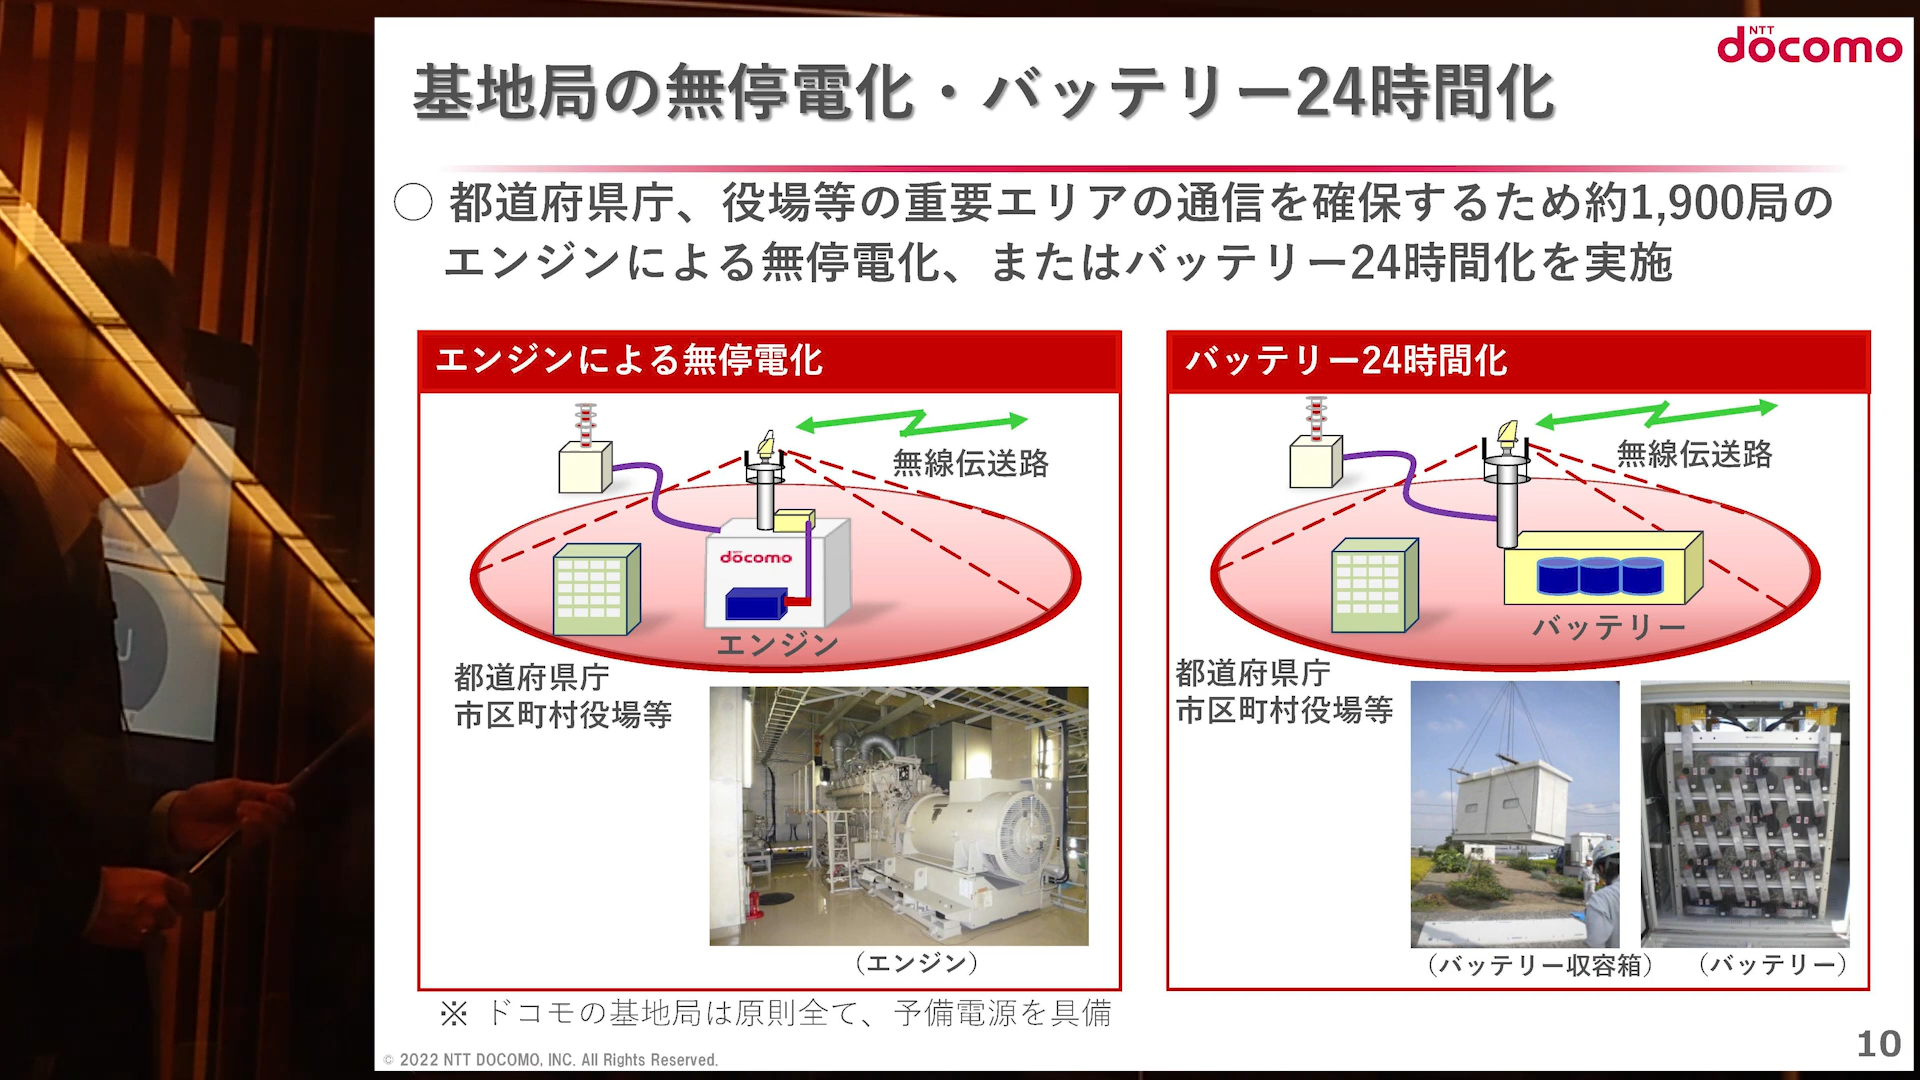 NTT
docomo
基地局の無停電化・バッテリー24時間化
○ 都道府県庁、役場等の重要エリアの通信を確保するため約1,900局の
エンジンによる無停電化、またはバッテリー24時間化を実施
エンジンによる無停電化
無線伝送路
NTT
docomo
エンジン
都道府県庁
市区町村役場等
（エンジン）
バッテリー24時間化
無線伝送路
バッテリー
都道府県庁
市区町村役場等
（バッテリー収容箱）
（バッテリー）
※ ドコモの基地局は原則全て、予備電源を具備
© 2022 NTT DOCOMO, INC. All Rights Reserved.
10